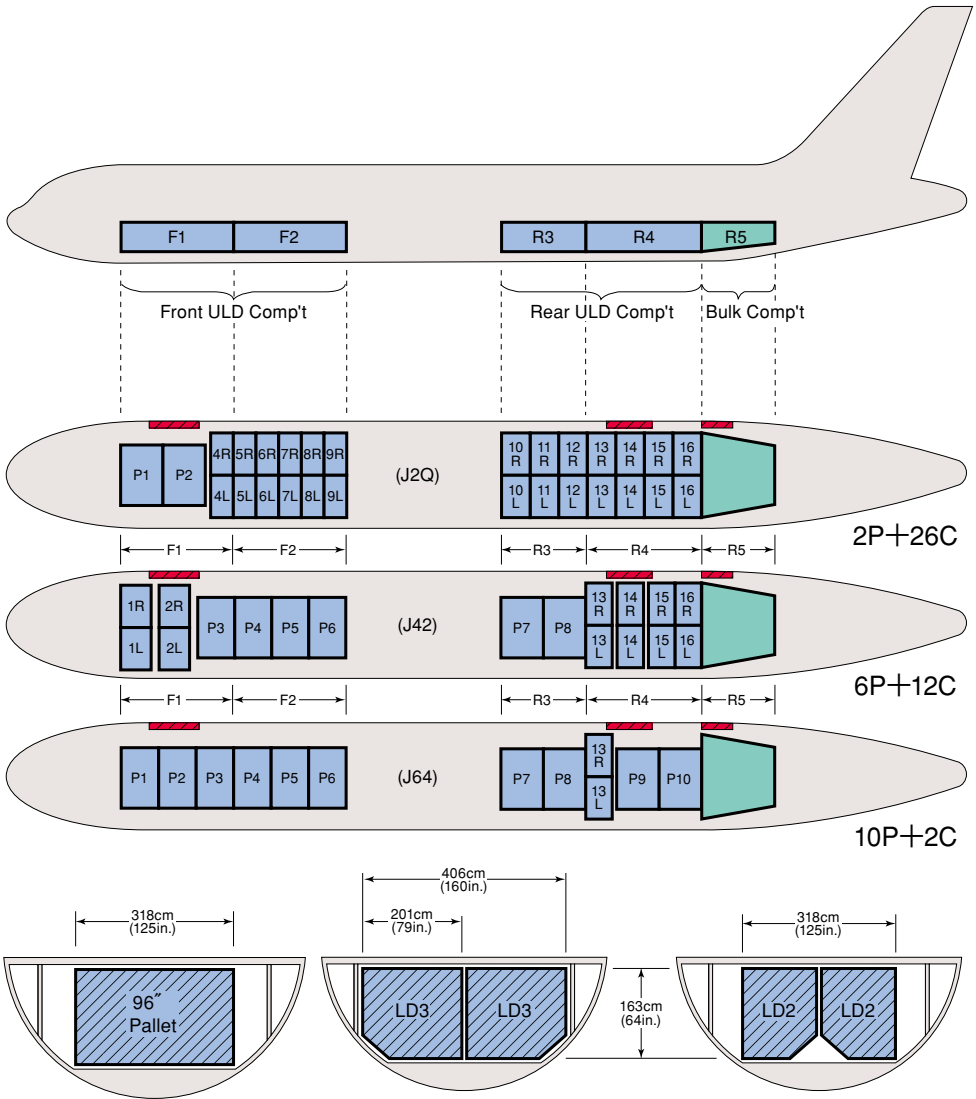 F1 F2 R3 R4 R5
Front ULD Comp't Rear ULD Comp't Bulk Comp't
P1 P2 4R 5R 6R 7R 8R 9R
4L 5L 6L 7L 8L 9L
(J2Q)
10 R 11 R 12 R 13 R 14 R 15 R 16 R
10 L 11 L 12 L 13 L 14 L 15 L 16 L
2P+26C
F1 F2 R3 R4 R5
1R 2R
1L 2L
P3 P4 P5 P6
(J42)
P7 P8
13 R 14 R 15 R 16 R
13 L 14 L 15 L 16 L
6P+12C
F1 F2 R3 R4 R5
P1 P2 P3 P4 P5 P6
(J64)
P7 P8
13 R
13 L
P9 P10
10P+2C
318cm
(125in.)
96″
Pallet
406cm
(160in.)
201cm
(79in.)
LD3 LD3
163cm
(64in.)
318cm
(125in.)
LD2 LD2